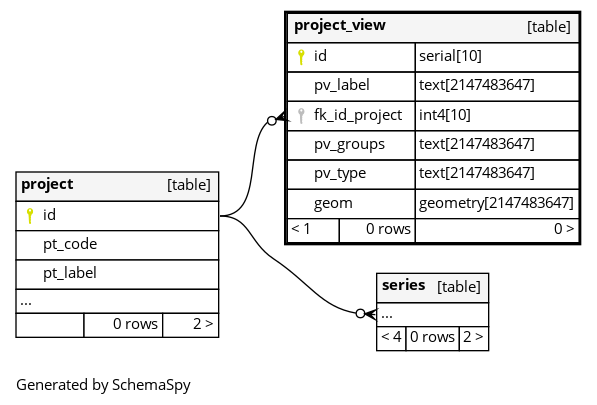 project_view [table]
id serial[10]
pv_label text[2147483647]
fk_id_project int4[10]
pv_groups text[2147483647]
pv_type text[2147483647]
geom geometry[2147483647]
< 1 0 rows 0 >
project [table]
id
pt_code
pt_label
...
0 rows 2 >
series [table]
...
< 4 0 rows 2 >
Generated by SchemaSpy